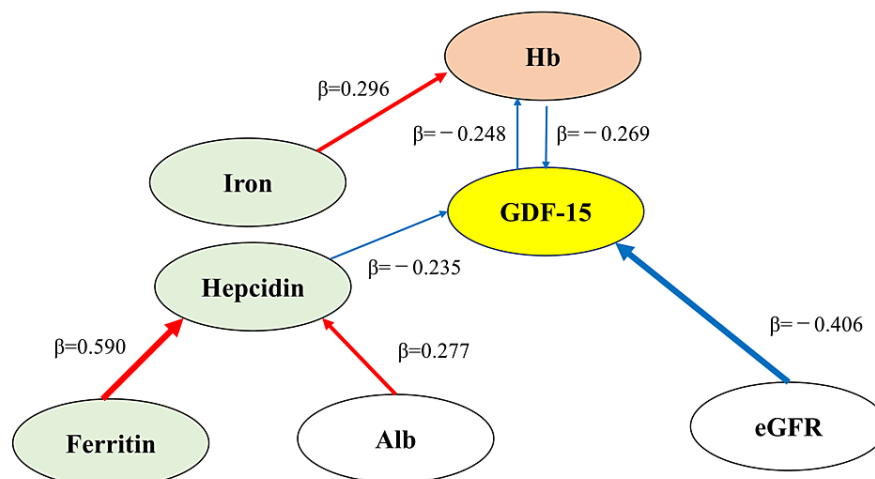 Hb
β=0.296
β=－0.248
β=－0.269
Iron
GDF-15
Hepcidin
β=－0.235
β=0.590
β=0.277
β=－0.406
Ferritin
Alb
eGFR